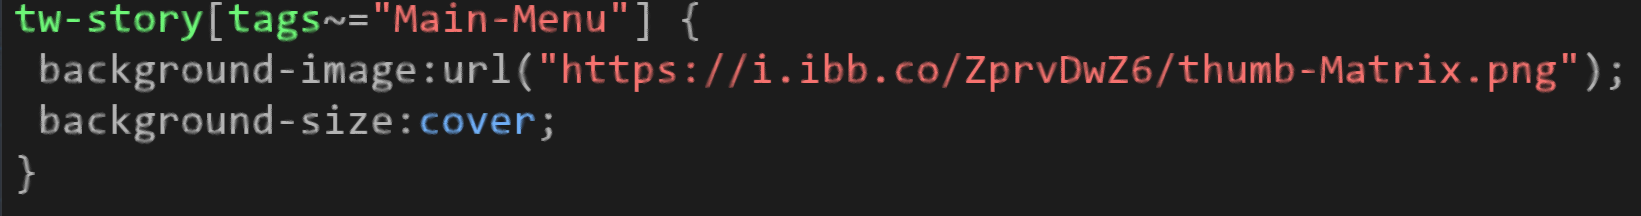 tw-story[tags~="Main-Menu"] {
background-image:url("https://i.ibb.co/ZprvDwZ6/thumb-Matrix.png");
background-size:cover;
}